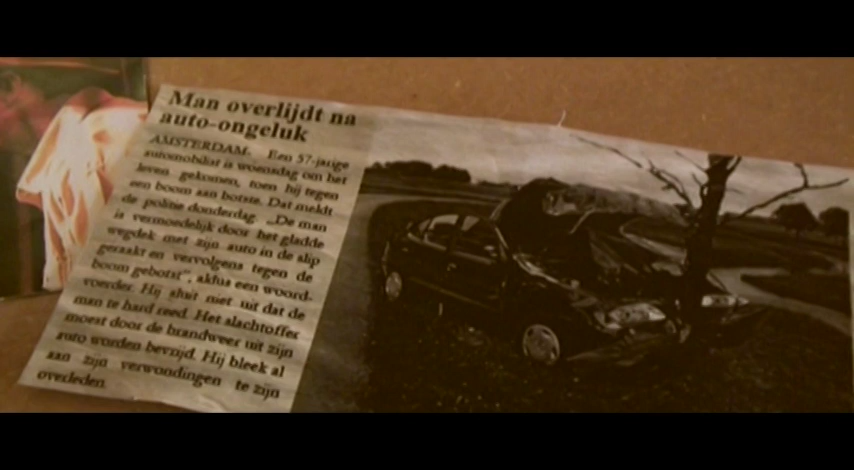 Man overlijdt na
auto-ongeluk
AMSTERDAM- Een 57-jarige
automobilist is woensdag om het
leven gekomen, toen hij tegen
een boom aan botste. Dat meldt
de politie donderdag. „De man
is vermoedelijk door het gladde
wegdek met zijn auto in de slip
geraakt en vervolgens tegen de
boom gebotst", aldus een woord-
voerder. Hij sluit niet uit dat de
man te hard reed. Het slachtoffer
moest door de brandweer uit zijn
auto worden bevrijd. Hij bleek al
aan zijn verwondingen te zijn
overleden.